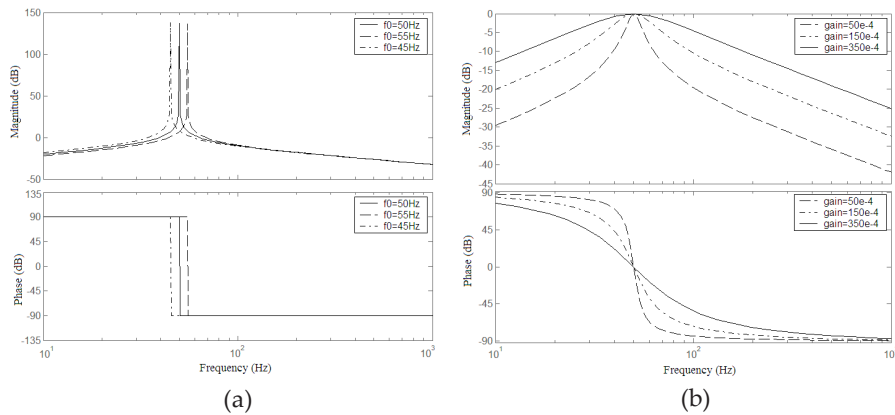 150
100
50
0
-50
Magnitude (dB)
f0=50Hz
f0=55Hz
f0=45Hz
135
90
45
0
-45
-90
-135
Phase (dB)
f0=50Hz
f0=55Hz
f0=45Hz
10^1
10^2
10^3
Frequency (Hz)
(a)
0
-5
-10
-15
-20
-25
-30
-35
-40
-45
Magnitude (dB)
gain=50e-4
gain=150e-4
gain=350e-4
90
45
0
-45
-90
Phase (dB)
gain=50e-4
gain=150e-4
gain=350e-4
10^1
10^2
10
Frequency (Hz)
(b)